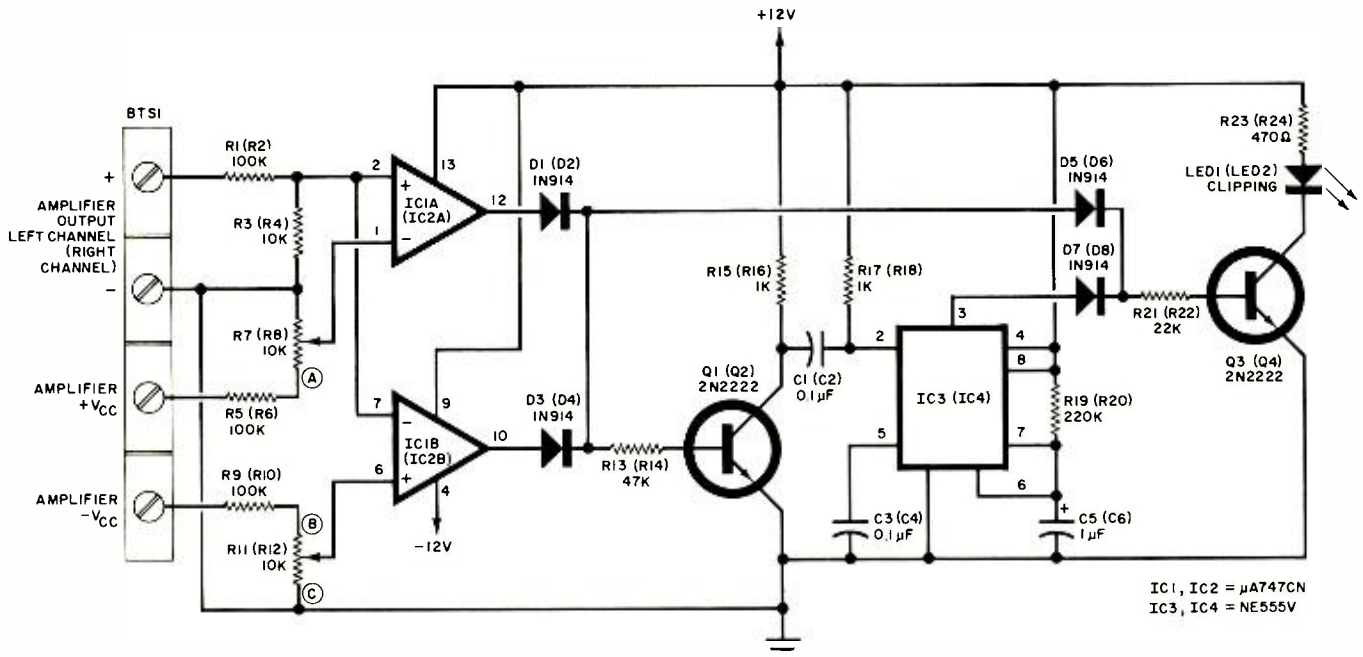 +12V
BTS1
+
AMPLIFIER
OUTPUT
LEFT CHANNEL
(RIGHT
CHANNEL)
-
AMPLIFIER
+VCC
AMPLIFIER
-VCC
R1 (R2)
100K
R3 (R4)
10K
R7 (R8)
10K
A
R5 (R6)
100K
R9 (R10)
100K
B
R11 (R12)
10K
C
2
+
13
IC1A
(IC2A)
12
1
-
7
-
9
IC1B
(IC2B)
10
6
+
4
-12V
D1 (D2)
1N914
D3 (D4)
1N914
R13 (R14)
47K
Q1 (Q2)
2N2222
R15 (R16)
1K
R17 (R18)
1K
C1 (C2)
0.1µF
2
3
4
8
IC3 (IC4)
5
7
6
C3 (C4)
0.1µF
R19 (R20)
220K
+
C5 (C6)
1µF
D5 (D6)
1N914
D7 (D8)
1N914
R21 (R22)
22K
R23 (R24)
470Ω
LED1 (LED2)
CLIPPING
Q3 (Q4)
2N2222
IC1, IC2 = µA747CN
IC3, IC4 = NE555V